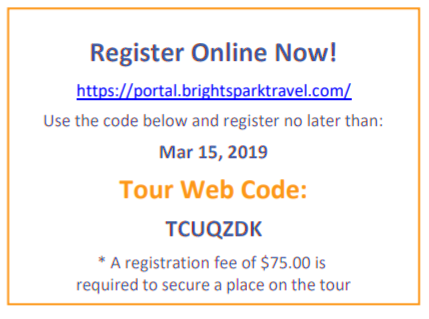 Register Online Now!
https://portal.brightsparktravel.com/
Use the code below and register no later than:
Mar 15, 2019
Tour Web Code:
TCUQZDK
* A registration fee of $75.00 is
required to secure a place on the tour